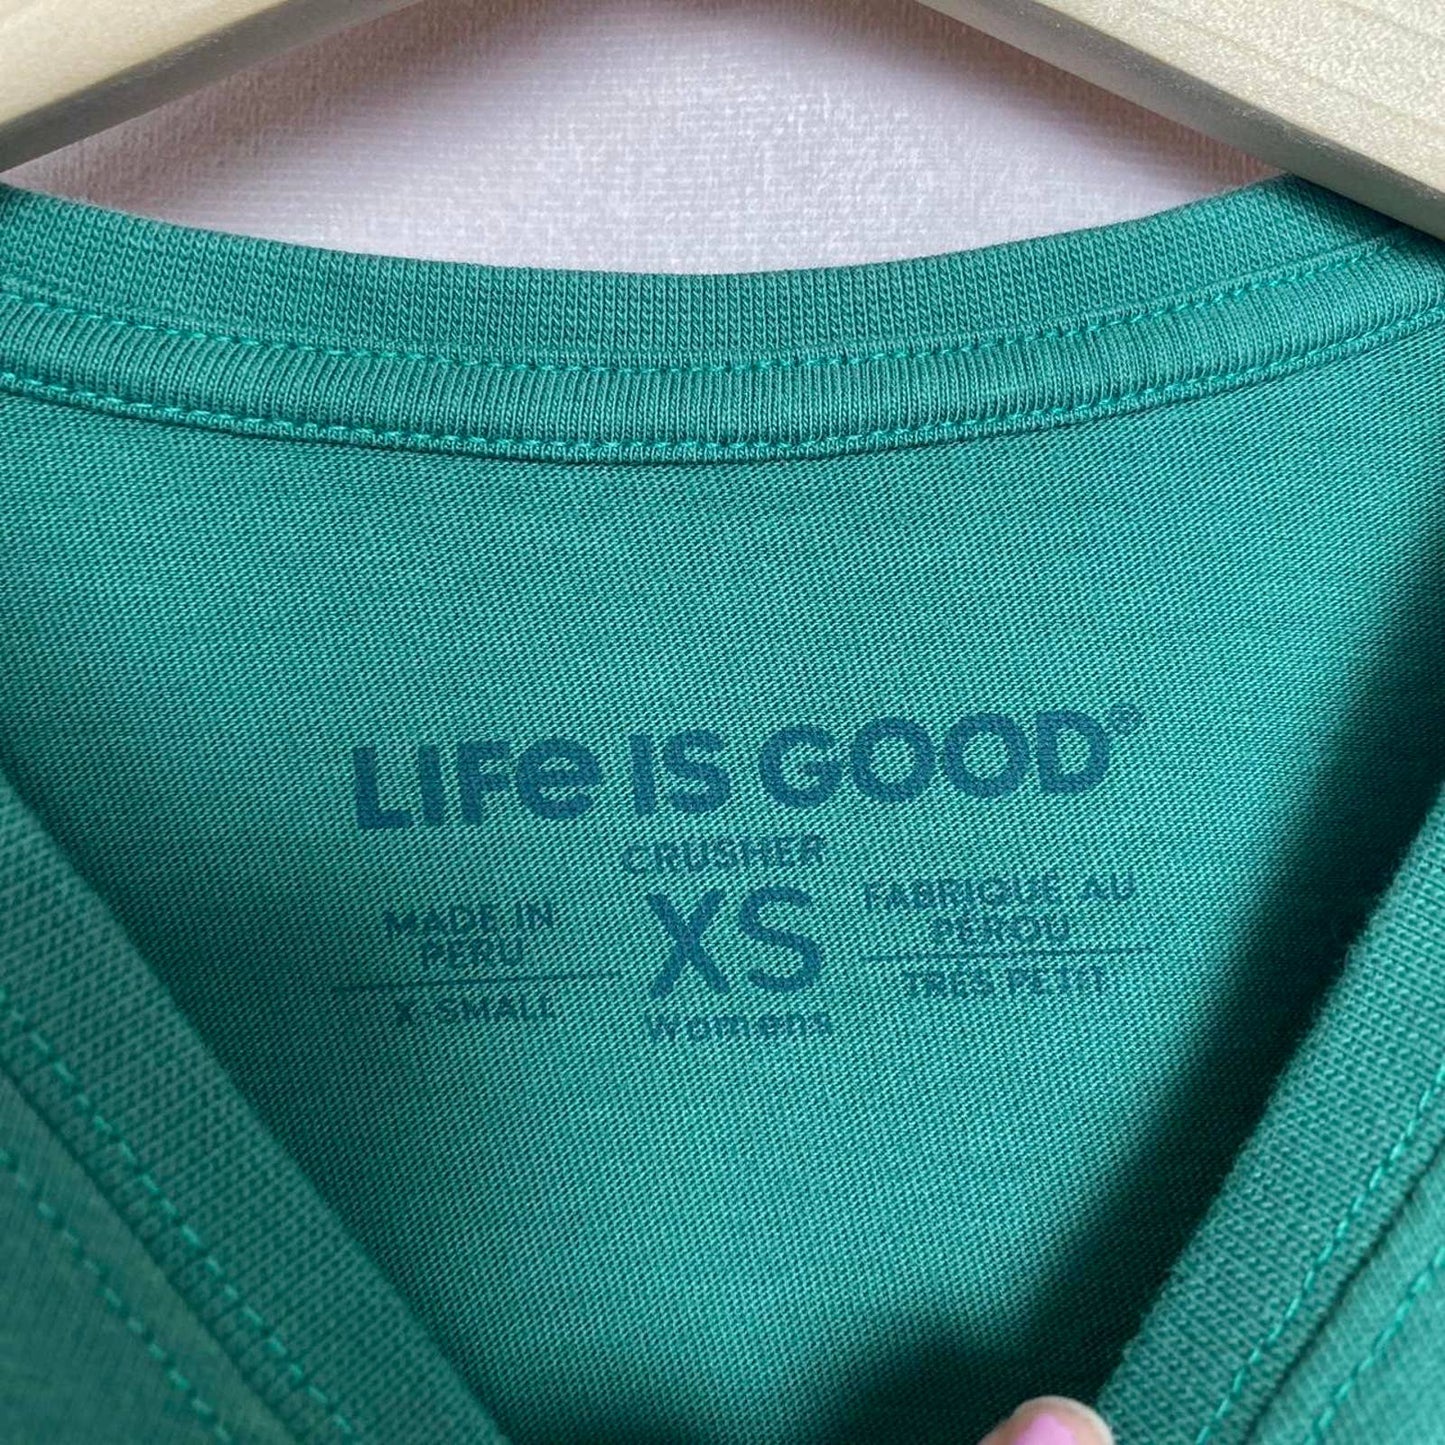 LIFe IS GOOD®
CRUSHER
MADE IN
PERU
X-SMALL
XS
Womens
FABRIQUÉ AU
PÉROU
TRÈS PETIT